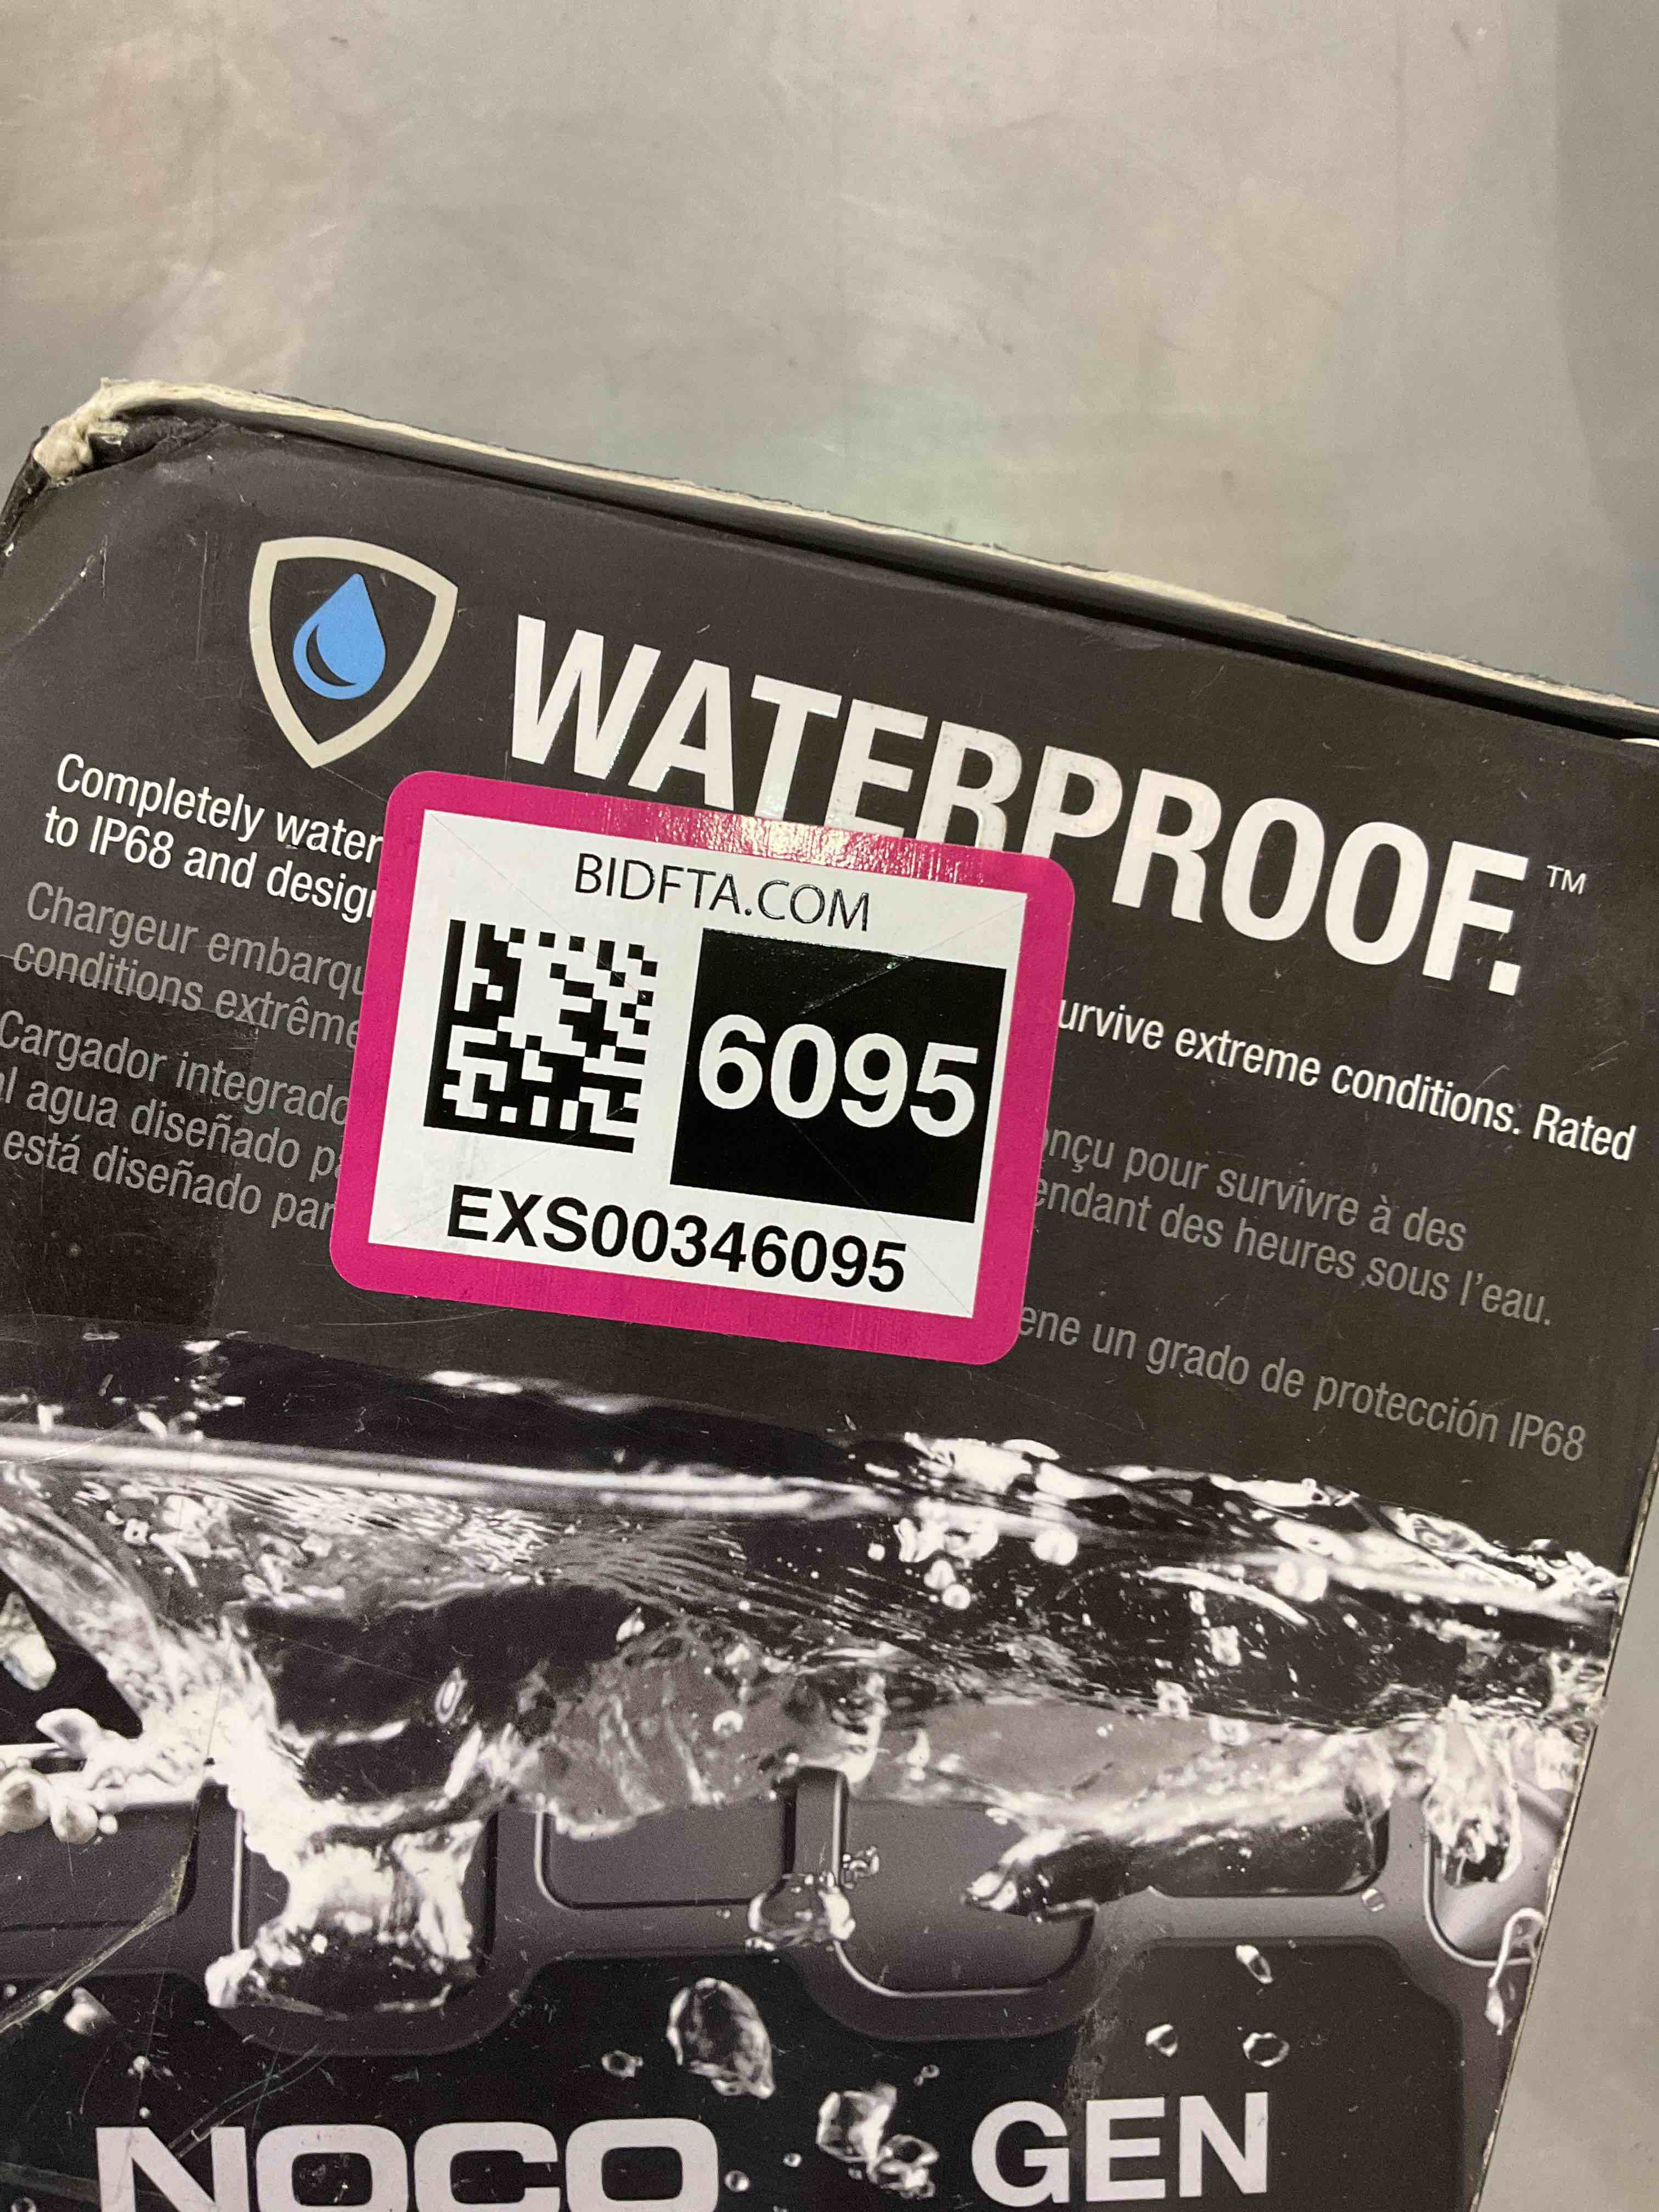 WATERPROOF.™
Completely water
urvive extreme conditions. Rated
to IP68 and desig
Chargeur embarqu
nçu pour survivre à des
conditions extrême
endant des heures sous l'eau.
Cargador integrado
al agua diseñado pa
ene un grado de protección IP68
está diseñado par
BIDFTA.COM
6095
EXS00346095
NOCO GEN